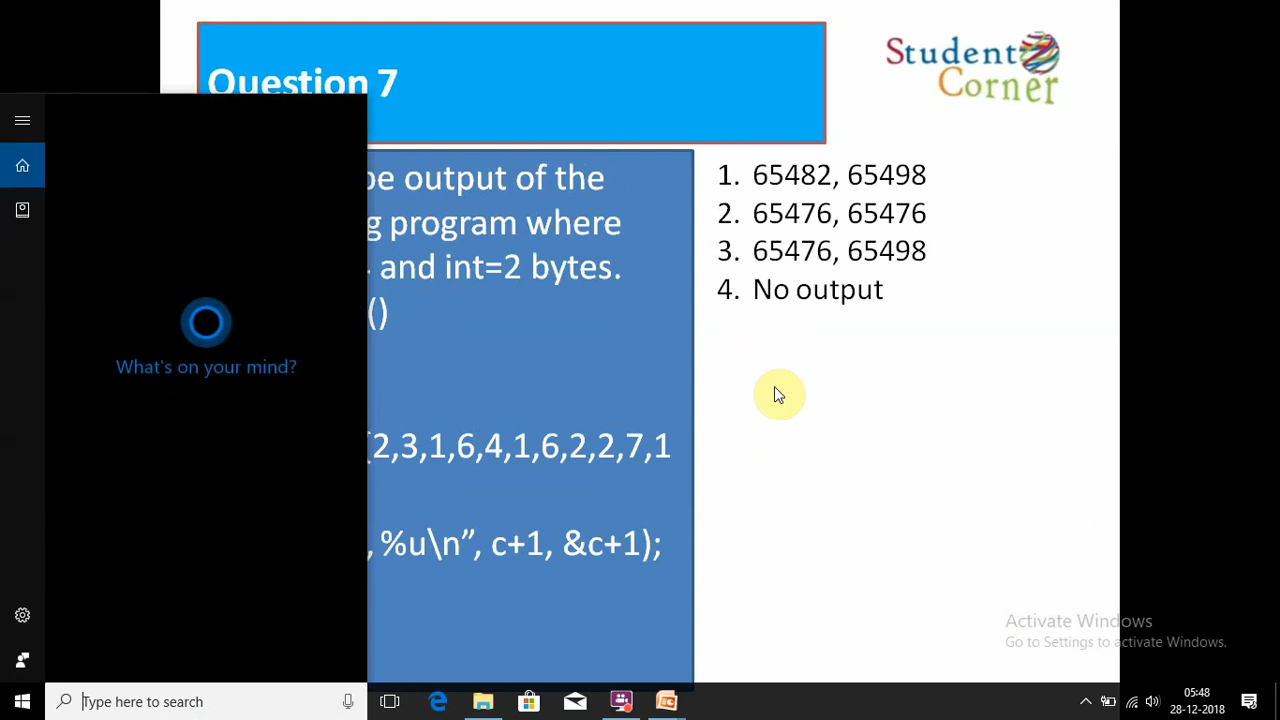 Question 7
Student
Corner
be output of the
g program where
and int=2 bytes.
()
{2,3,1,6,4,1,6,2,2,7,1
, %u\n”, c+1, &c+1);
1. 65482, 65498
2. 65476, 65476
3. 65476, 65498
4. No output
What's on your mind?
Activate Windows
Go to Settings to activate Windows.
Type here to search
05:48
28-12-2018